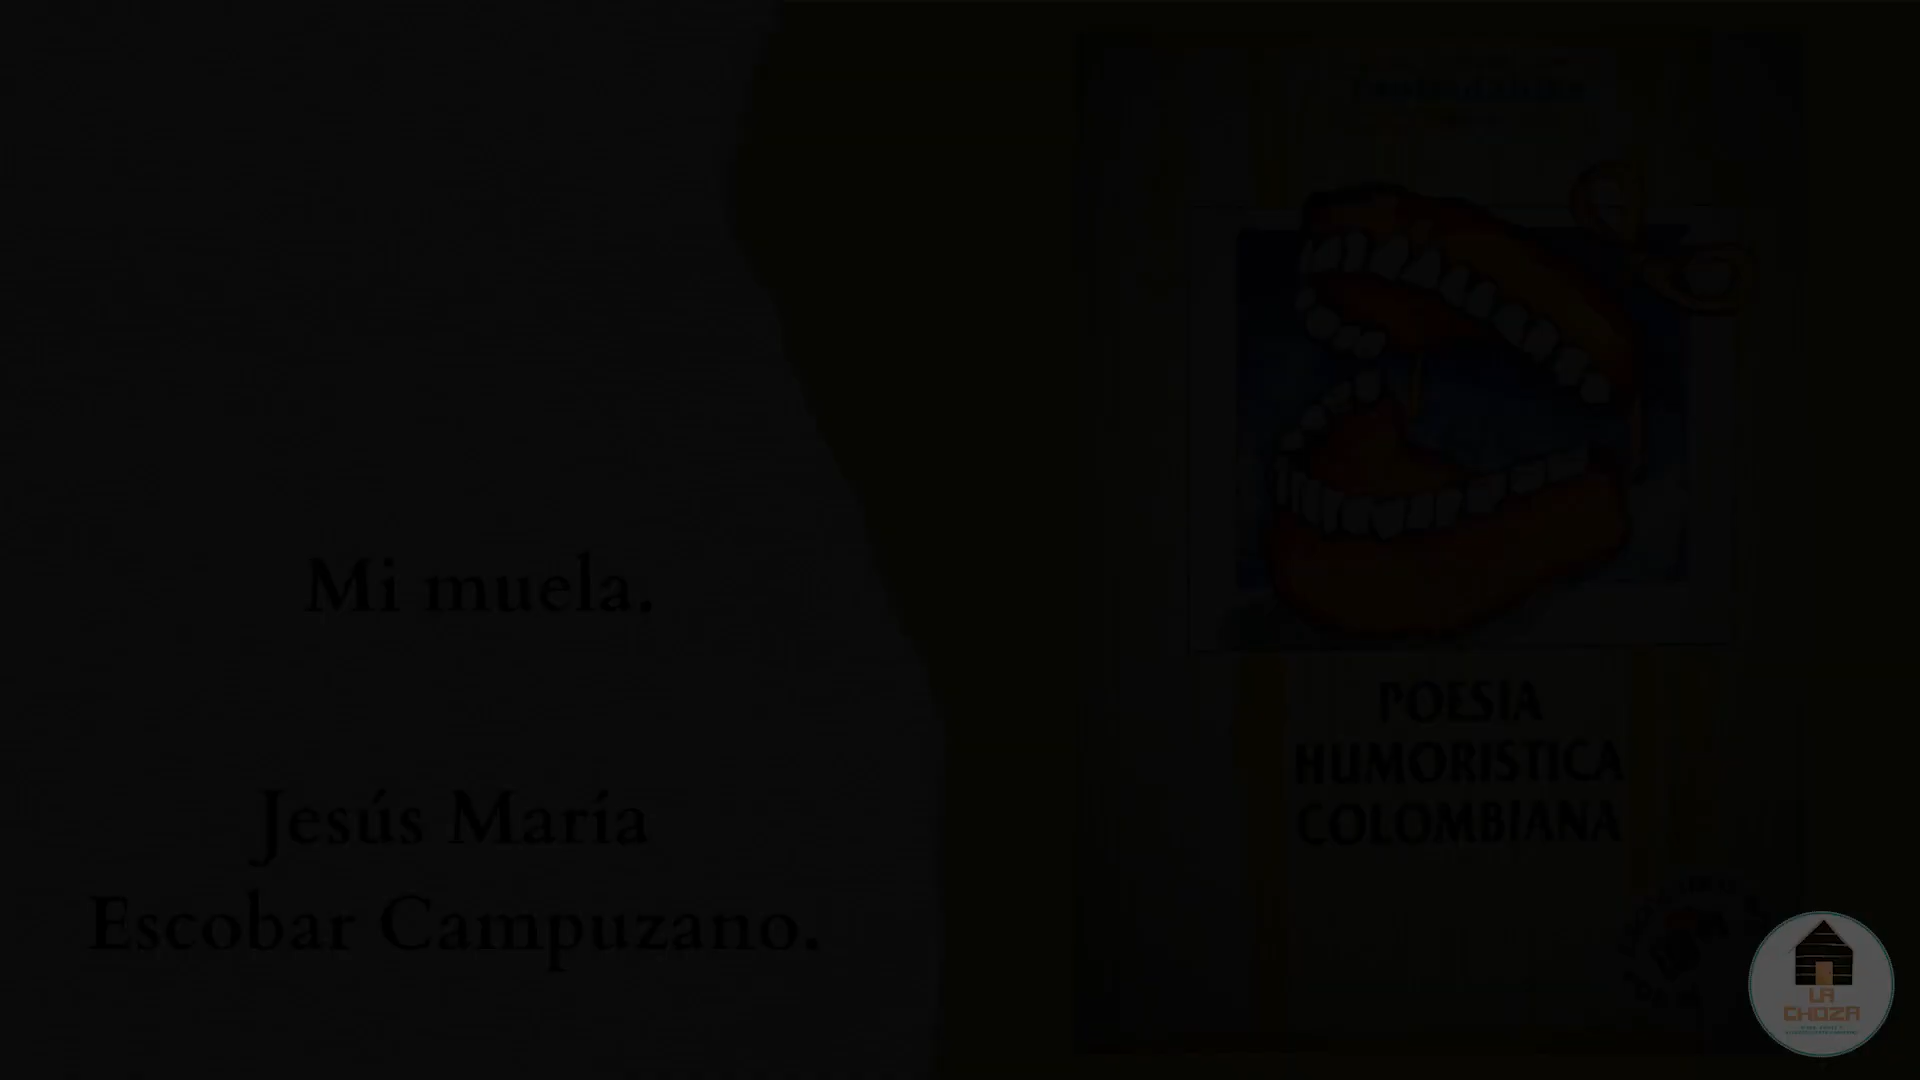 Mi muela.
Jesús María
Escobar Campuzano.
POESIA
HUMORISTICA
COLOMBIANA
LA
CHOZA